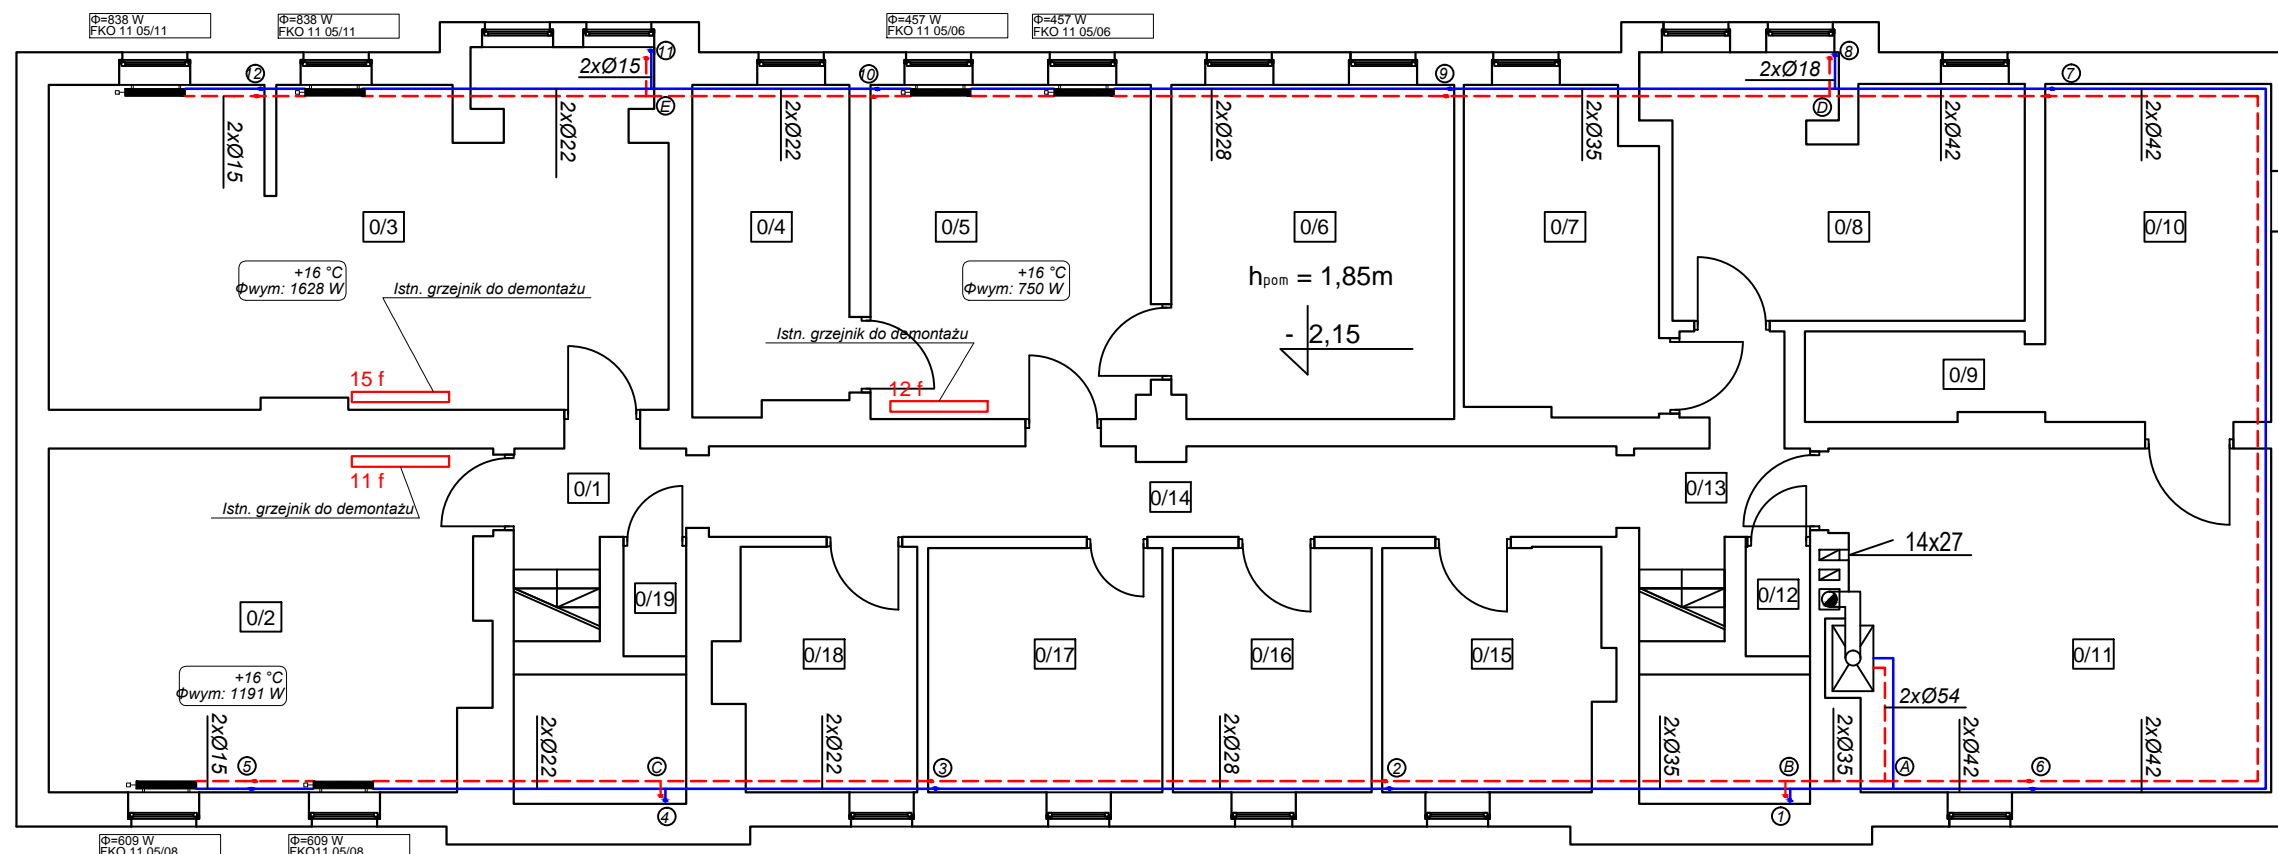 Φ=838 W
FKO 11 05/11
Φ=838 W
FKO 11 05/11
Φ=457 W
FKO 11 05/06
Φ=457 W
FKO 11 05/06
12
2xØ15
11
10
9
2xØ18
8
7
E
D
2xØ15
2xØ22
2xØ22
2xØ28
2xØ35
2xØ42
2xØ42
0/3
0/4
0/5
0/6
0/7
0/8
0/10
+16 °C
Φwym: 1628 W
Istn. grzejnik do demontażu
+16 °C
Φwym: 750 W
hpom = 1,85m
Istn. grzejnik do demontażu
- 2,15
15 f
12 f
0/9
11 f
Istn. grzejnik do demontażu
0/1
0/14
0/13
14x27
0/2
0/19
0/18
0/17
0/16
0/15
0/12
0/11
+16 °C
Φwym: 1191 W
2xØ54
2xØ15
2xØ22
2xØ22
2xØ28
2xØ35
2xØ35
2xØ42
2xØ42
5
C
3
2
B
A
6
4
1
Φ=609 W
FKO 11 05/08
Φ=609 W
FKO11 05/08